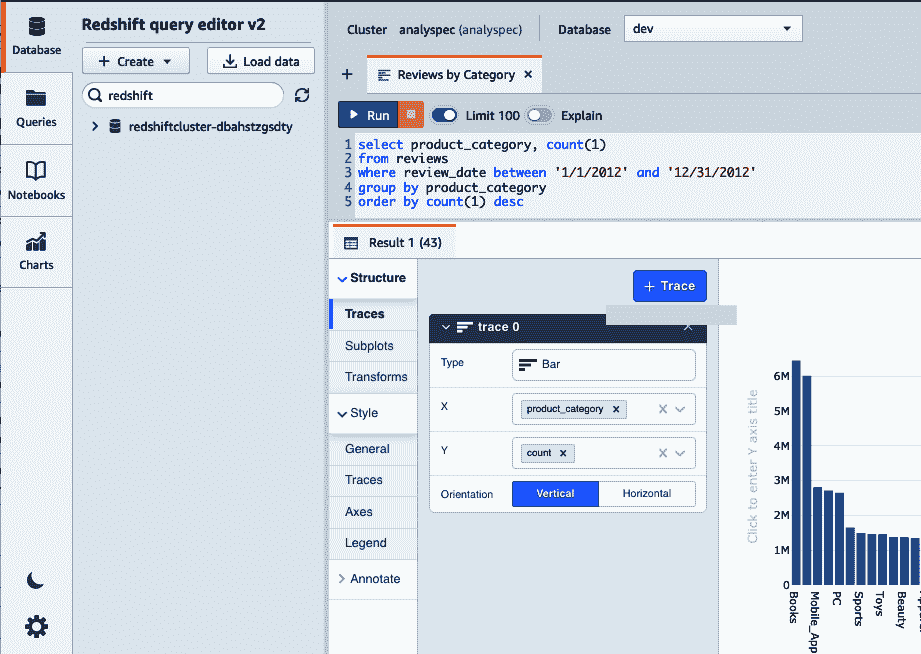 Database
Queries
Notebooks
Charts
Redshift query editor v2
+ Create
Load data
redshift
redshiftcluster-dbahstzgsdty
Cluster analyspec (analyspec) Database dev
+ Reviews by Category ×
Run Limit 100 Explain
1 select product_category, count(1)
2 from reviews
3 where review_date between '1/1/2012' and '12/31/2012'
4 group by product_category
5 order by count(1) desc
Result 1 (43)
Structure
Traces
Subplots
Transforms
Style
General
Traces
Axes
Legend
Annotate
+ Trace
trace 0
Type Bar
X product_category ×
Y count ×
Orientation Vertical Horizontal
Click to enter Y axis title
6M
5M
4M
3M
2M
1M
0
Books
Mobile_App
PC
Sports
Toys
Beauty